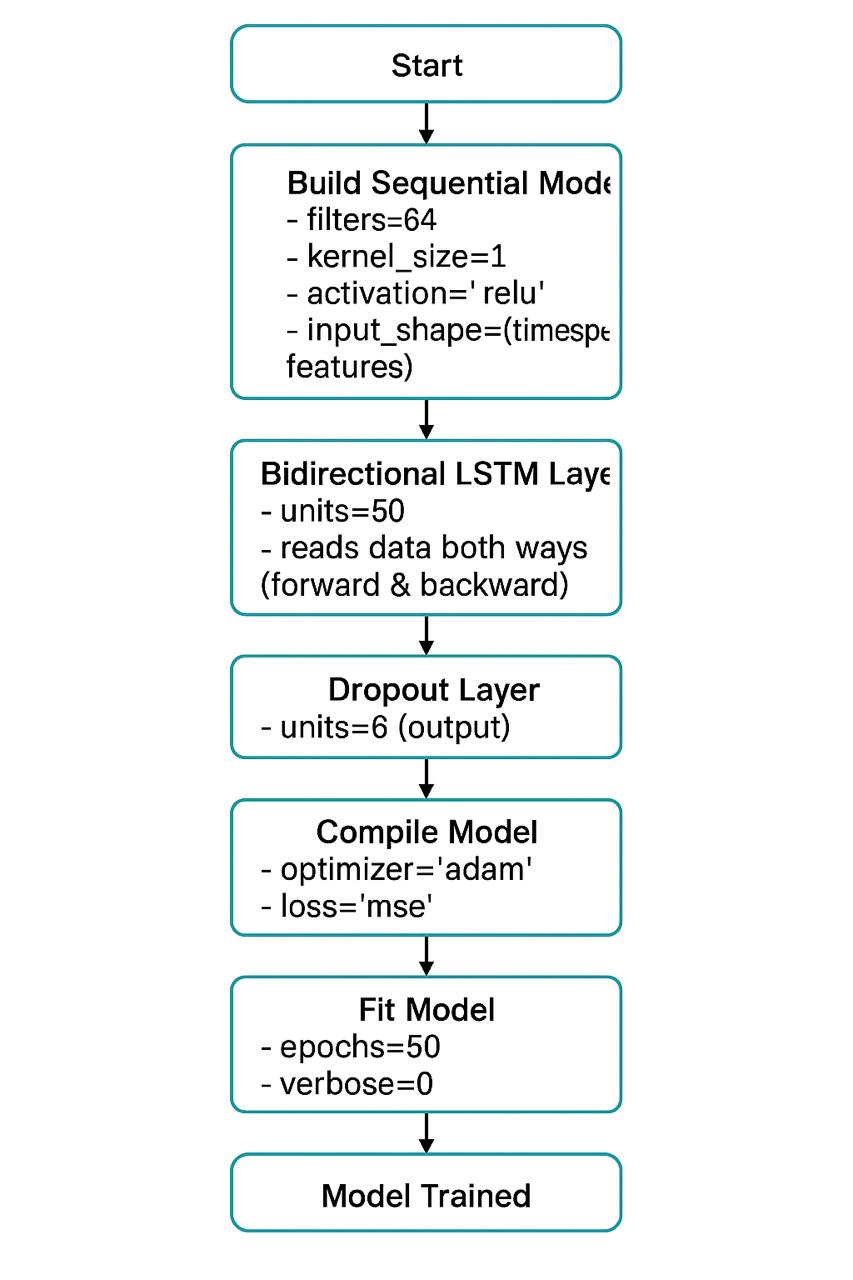 Start
Build Sequential Mode
- filters=64
- kernel_size=1
- activation=' relu'
- input_shape=(timespe
features)
Bidirectional LSTM Laye
- units=50
- reads data both ways
(forward & backward)
Dropout Layer
- units=6 (output)
Compile Model
- optimizer='adam'
- loss='mse'
Fit Model
- epochs=50
- verbose=0
Model Trained